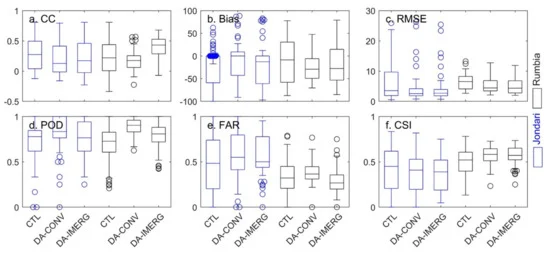 a. CC
b. Bias
c. RMSE
1
0.5
0
-0.5
100
50
0
-50
-100
30
20
10
0
d. POD
e. FAR
f. CSI
1
0.5
0
1
0.5
0
1
0.5
0
CTL
DA-CONV
DA-IMERG
CTL
DA-CONV
DA-IMERG
CTL
DA-CONV
DA-IMERG
CTL
DA-CONV
DA-IMERG
CTL
DA-CONV
DA-IMERG
CTL
DA-CONV
DA-IMERG
Jondari
Rumbia